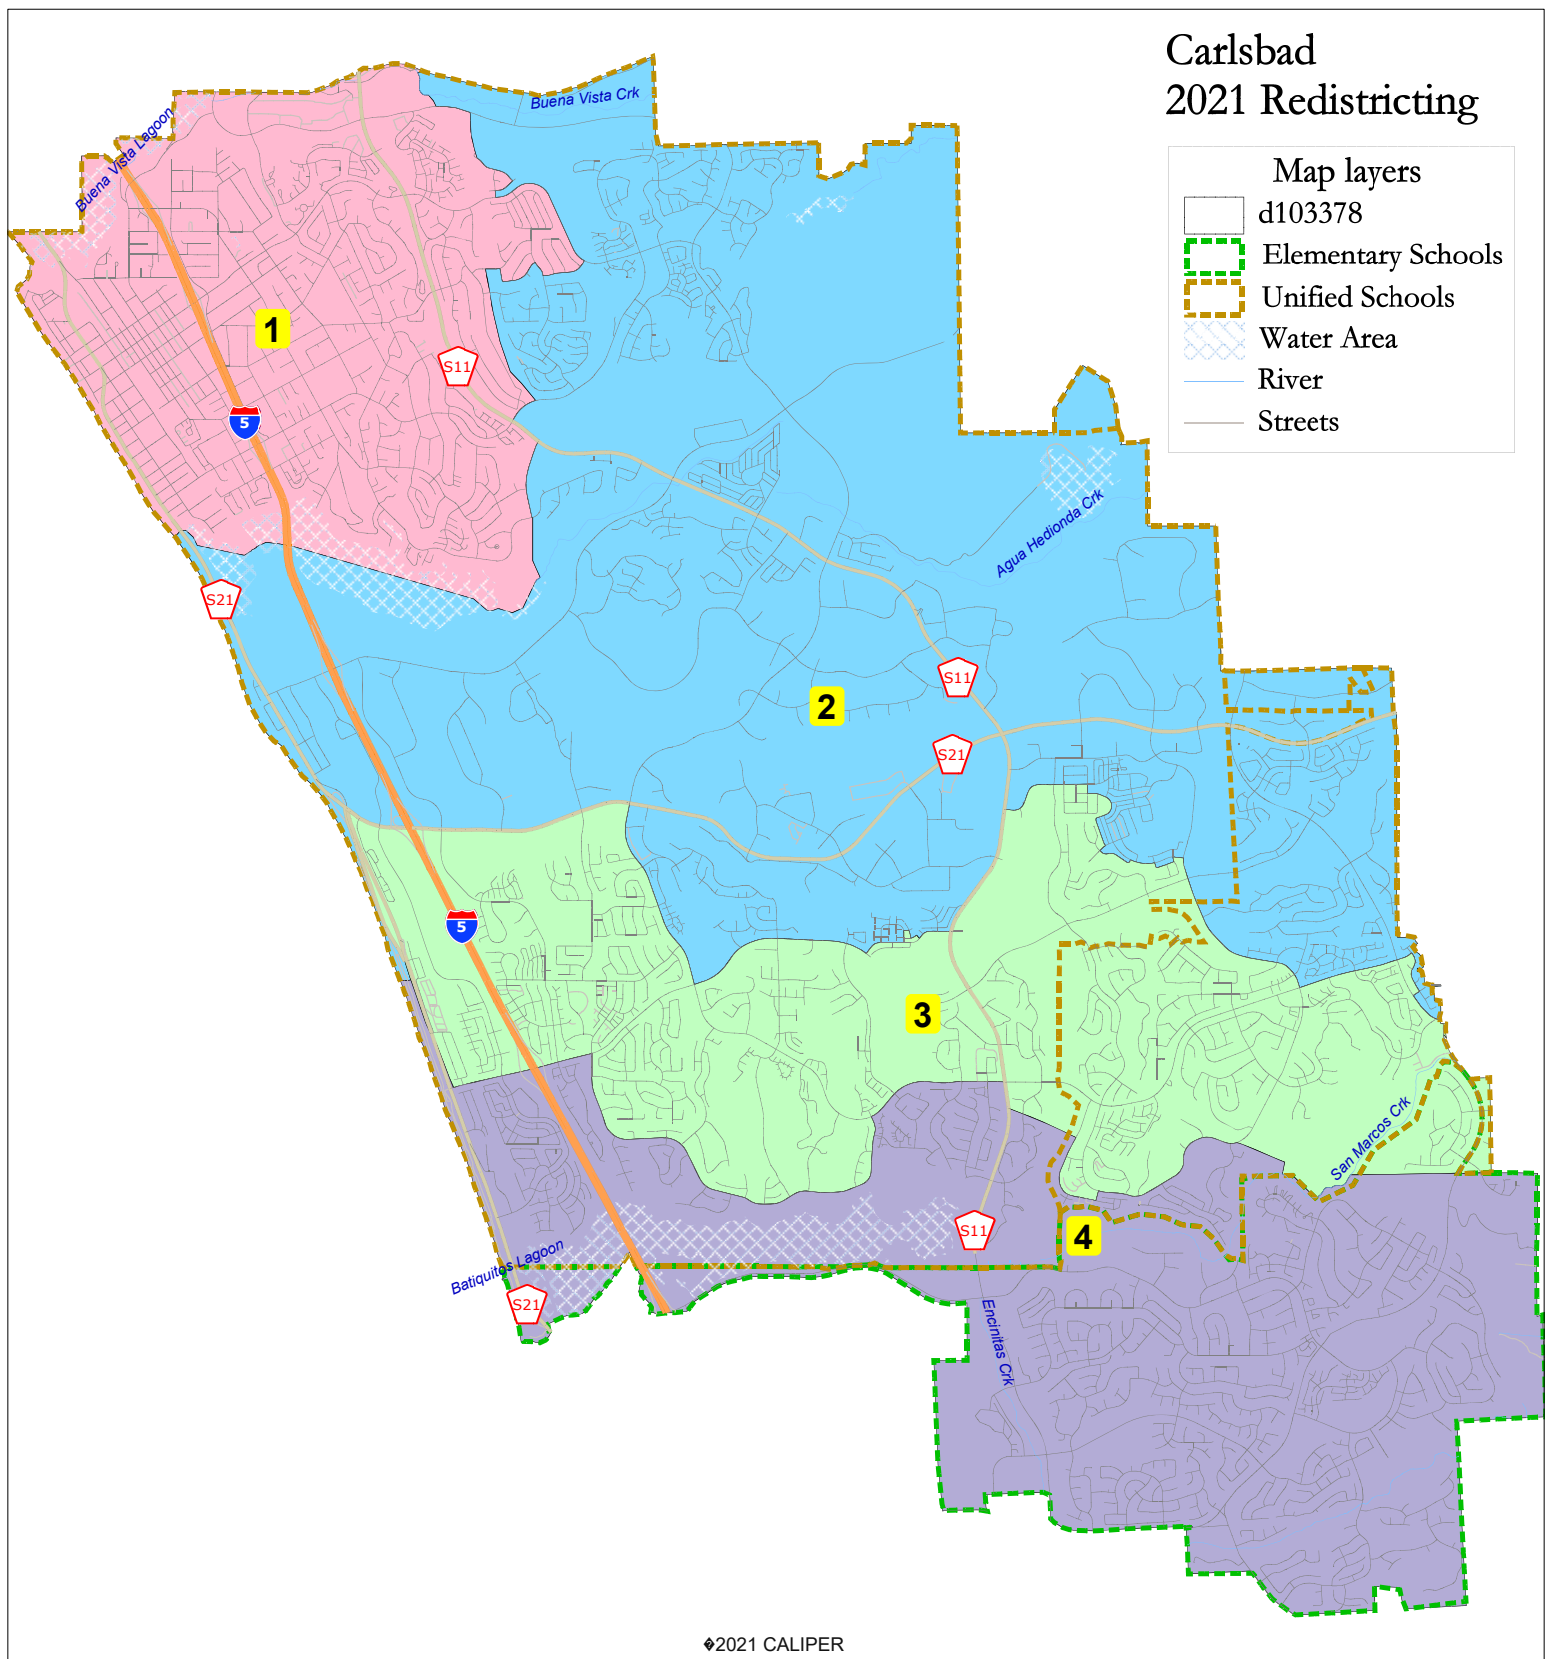 Carlsbad
2021 Redistricting
Map layers
d103378
Elementary Schools
Unified Schools
Water Area
River
Streets
Buena Vista Crk
Buena Vista Lagoon
1
S11
5
Agua Hedionda Crk
S21
S11
2
S21
5
3
San Marcos Crk
S11
4
Batiquitos Lagoon
S21
Encinitas Crk
�2021 CALIPER